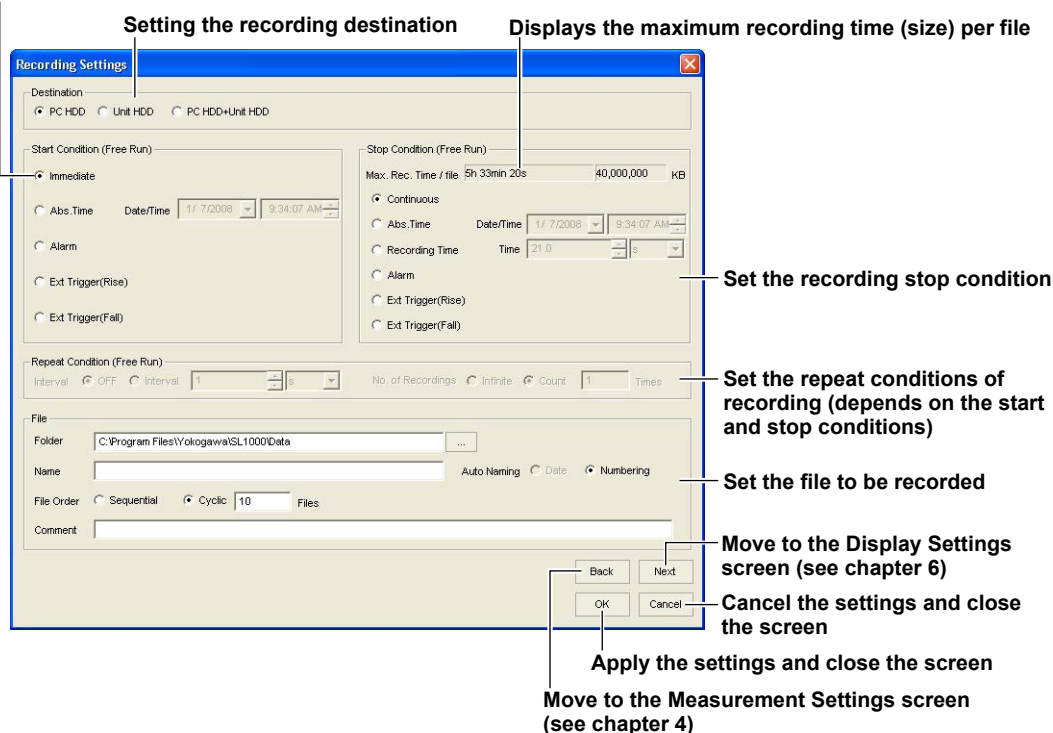 Setting the recording destination
Displays the maximum recording time (size) per file
Recording Settings
Destination
PC HDD Unit HDD PC HDD+Unit HDD
Start Condition (Free Run)
Immediate
Abs.Time Date/Time 1/ 7/2008 9:34:07 AM
Alarm
Ext Trigger(Rise)
Ext Trigger(Fall)
Stop Condition (Free Run)
Max. Rec. Time / file 5h 33min 20s 40,000,000 KB
Continuous
Abs.Time Date/Time 1/ 7/2008 9:34:07 AM
Recording Time Time 21.0 s
Alarm
Ext Trigger(Rise)
Ext Trigger(Fall)
Set the recording stop condition
Repeat Condition (Free Run)
Interval OFF Interval 1 s No. of Recordings Infinite Count 1 Times
Set the repeat conditions of
recording (depends on the start
and stop conditions)
File
Folder C:\Program Files\Yokogawa\SL1000\Data ...
Name Auto Naming Date Numbering
File Order Sequential Cyclic 10 Files
Comment
Set the file to be recorded
Back Next
OK Cancel
Move to the Display Settings
screen (see chapter 6)
Cancel the settings and close
the screen
Apply the settings and close the screen
Move to the Measurement Settings screen
(see chapter 4)